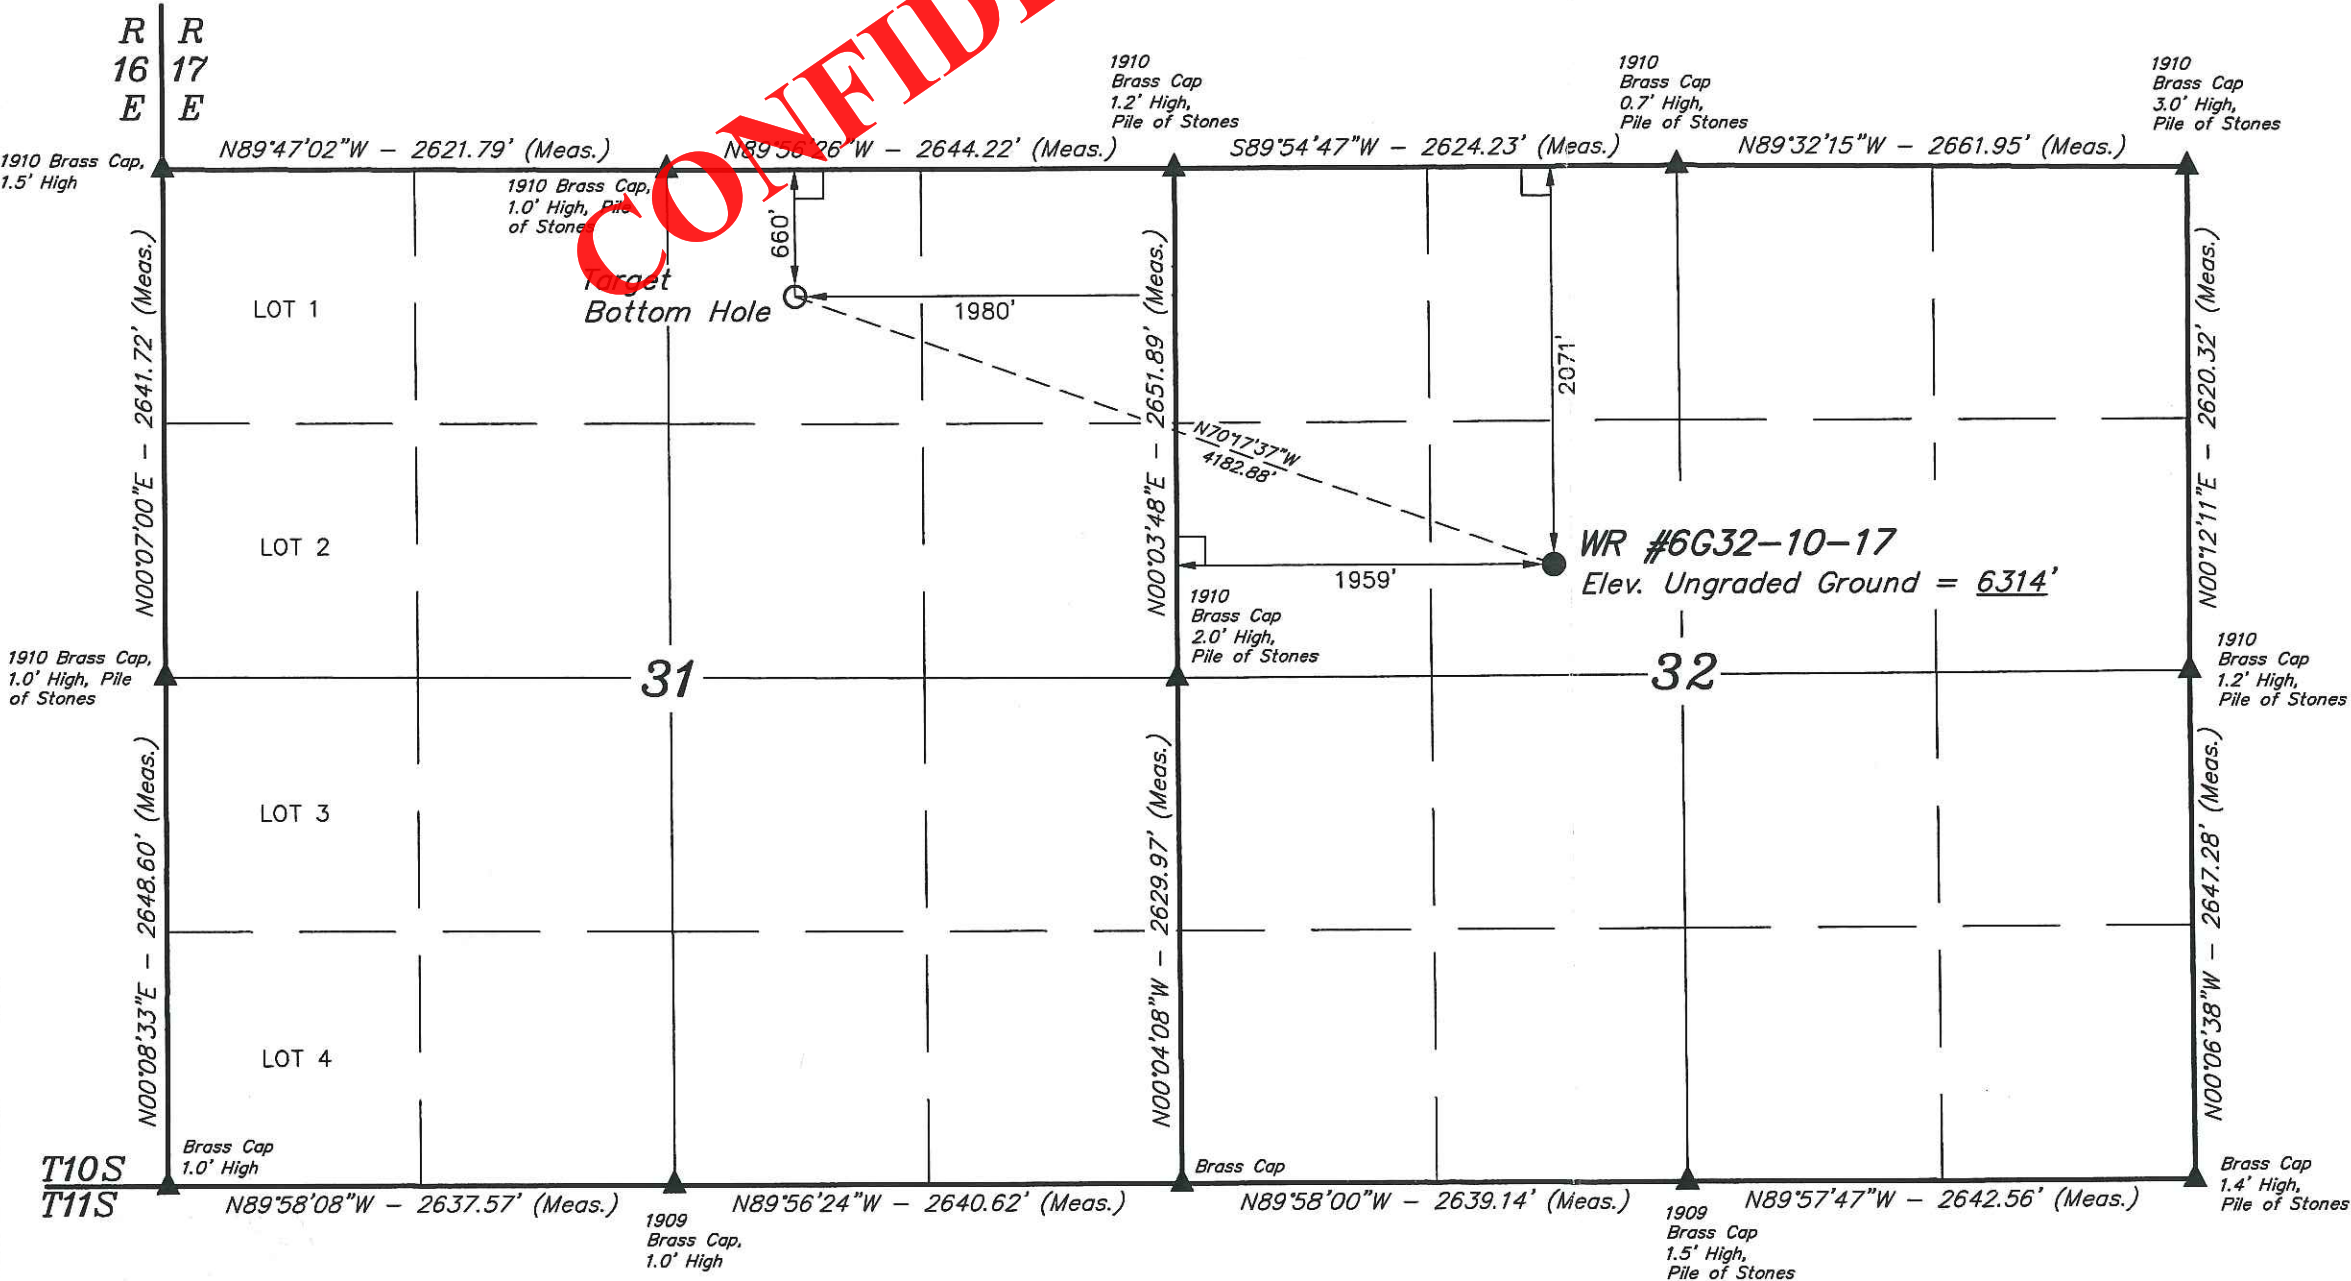 R R
16 17
E E
CONFID
1910
Brass Cap
1.2' High,
Pile of Stones
1910
Brass Cap
0.7' High,
Pile of Stones
1910
Brass Cap
3.0' High,
Pile of Stones
1910 Brass Cap,
1.5' High
N89°47'02"W - 2621.79' (Meas.)
N89°56'26"W - 2644.22' (Meas.)
S89°54'47"W - 2624.23' (Meas.)
N89°32'15"W - 2661.95' (Meas.)
1910 Brass Cap,
1.0' High, Pile
of Stones
660'
Target
Bottom Hole
1980'
LOT 1
N00°07'00"E - 2641.72' (Meas.)
N00°03'48"E - 2651.89' (Meas.)
2071'
N00°12'11"E - 2620.32' (Meas.)
N70°17'37"W
4182.88'
LOT 2
WR #6G32-10-17
Elev. Ungraded Ground = 6314'
1959'
1910
Brass Cap
2.0' High,
Pile of Stones
1910 Brass Cap,
1.0' High, Pile
of Stones
31
32
1910
Brass Cap
1.2' High,
Pile of Stones
N00°08'33"E - 2648.60' (Meas.)
N00°04'08"W - 2629.97' (Meas.)
N00°06'38"W - 2647.28' (Meas.)
LOT 3
LOT 4
T10S
T11S
Brass Cap
1.0' High
Brass Cap
Brass Cap
1.4' High,
Pile of Stones
N89°58'08"W - 2637.57' (Meas.)
N89°56'24"W - 2640.62' (Meas.)
N89°58'00"W - 2639.14' (Meas.)
N89°57'47"W - 2642.56' (Meas.)
1909
Brass Cap,
1.0' High
1909
Brass Cap
1.5' High,
Pile of Stones